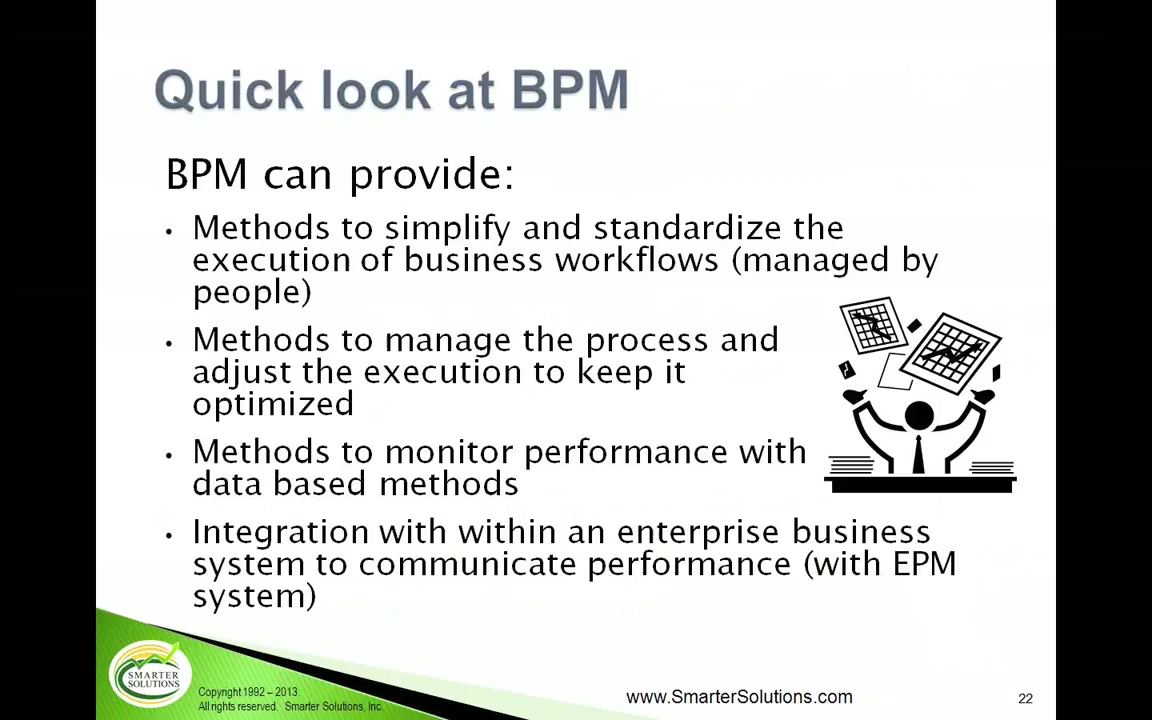 Quick look at BPM
BPM can provide:
• Methods to simplify and standardize the
execution of business workflows (managed by
people)
• Methods to manage the process and
adjust the execution to keep it
optimized
• Methods to monitor performance with
data based methods
• Integration with within an enterprise business
system to communicate performance (with EPM
system)
SMARTER
SOLUTIONS
Copyright 1992 – 2013
All rights reserved. Smarter Solutions, Inc.
www.SmarterSolutions.com
22